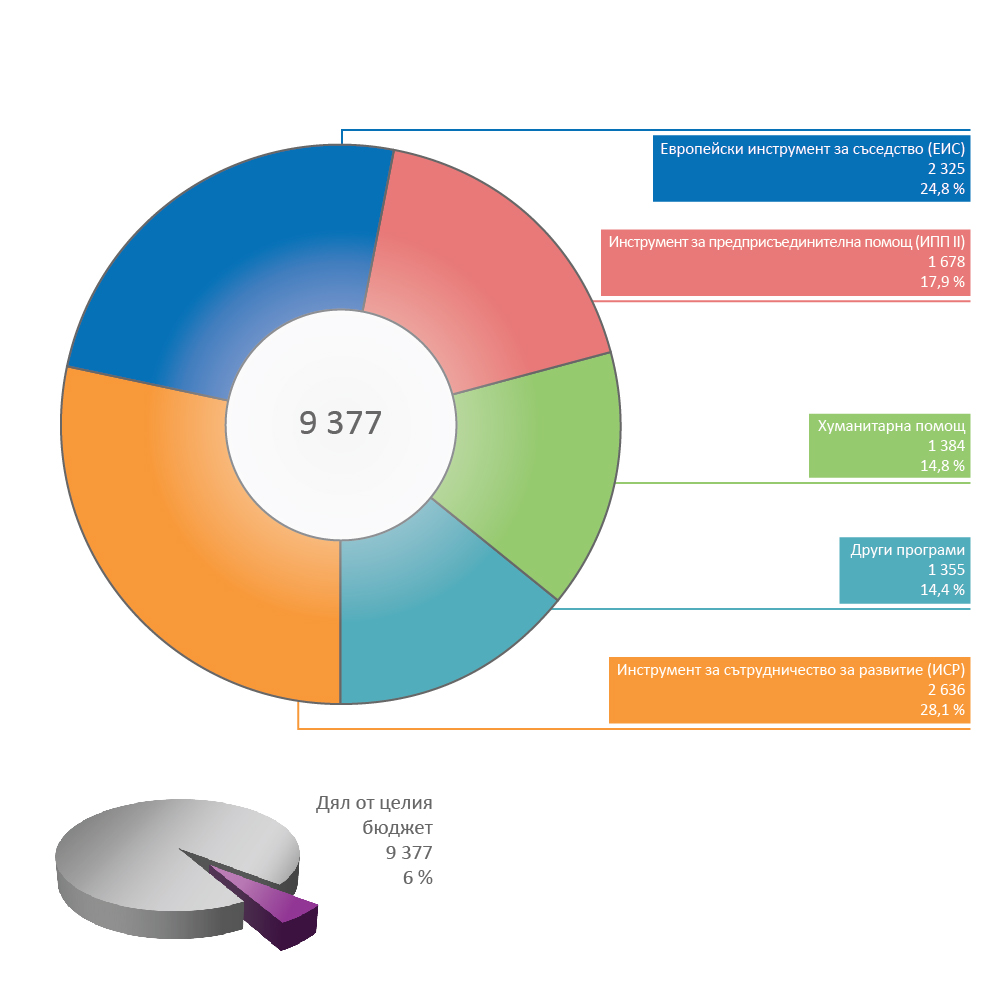 Европейски инструмент за съседство (ЕИС)
2 325
24,8 %
Инструмент за предприсъединителна помощ (ИПП II)
1 678
17,9 %
9 377
Хуманитарна помощ
1 384
14,8 %
Други програми
1 355
14,4 %
Инструмент за сътрудничество за развитие (ИСР)
2 636
28,1 %
Дял от целия
бюджет
9 377
6 %